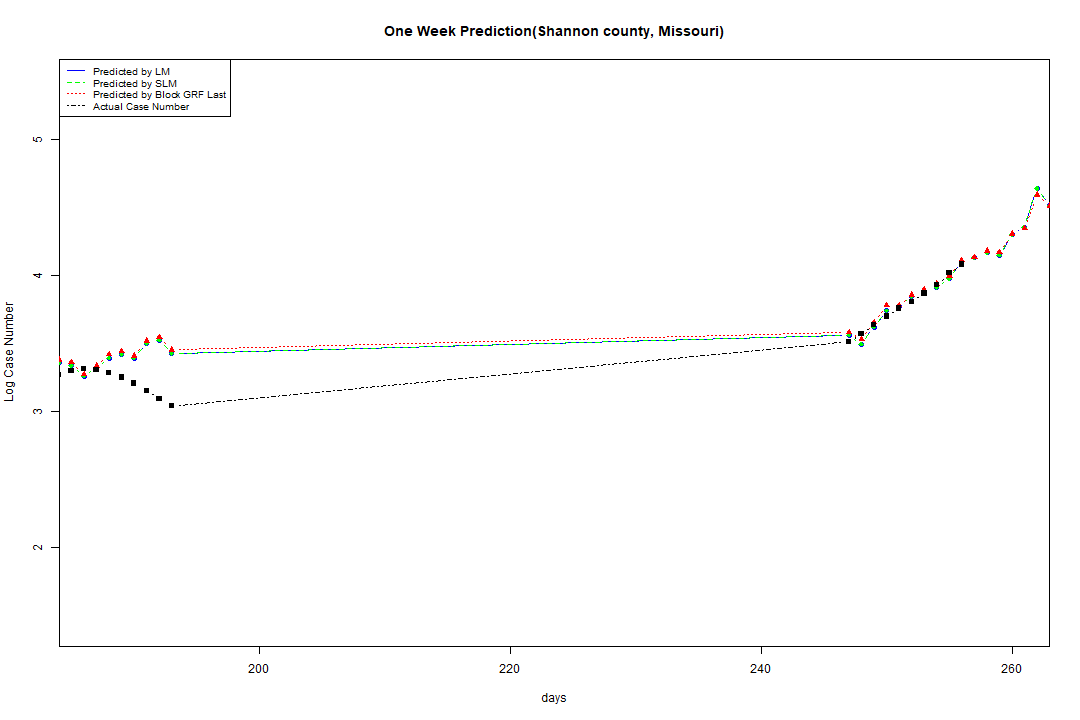 One Week Prediction(Shannon county, Missouri)
Predicted by LM
Predicted by SLM
Predicted by Block GRF Last
Actual Case Number
5
4
3
2
Log Case Number
200 220 240 260
days